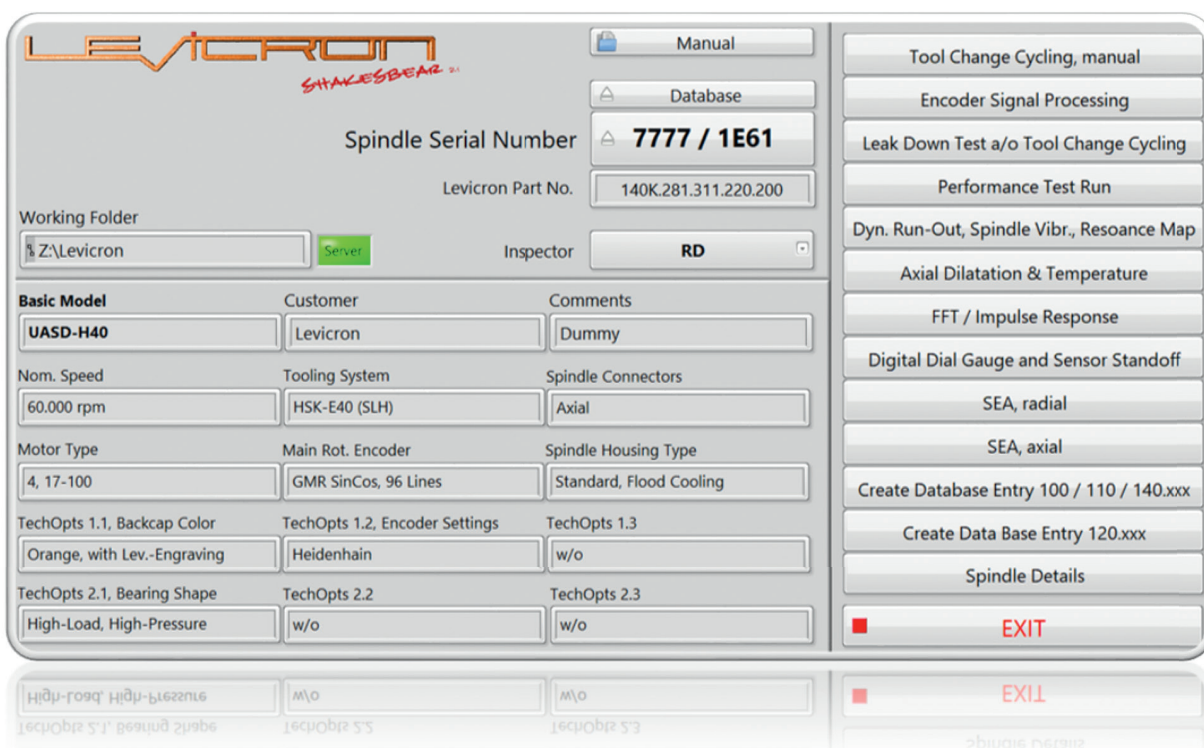 LEVICRON
SHAKESBEAR 2.1
Manual
Database
Spindle Serial Number
7777 / 1E61
Levicron Part No.
140K.281.311.220.200
Working Folder
Z:\Levicron
Server
Inspector
RD
Basic Model
Customer
Comments
UASD-H40
Levicron
Dummy
Nom. Speed
Tooling System
Spindle Connectors
60.000 rpm
HSK-E40 (SLH)
Axial
Motor Type
Main Rot. Encoder
Spindle Housing Type
4, 17-100
GMR SinCos, 96 Lines
Standard, Flood Cooling
TechOpts 1.1, Backcap Color
TechOpts 1.2, Encoder Settings
TechOpts 1.3
Orange, with Lev.-Engraving
Heidenhain
w/o
TechOpts 2.1, Bearing Shape
TechOpts 2.2
TechOpts 2.3
High-Load, High-Pressure
w/o
w/o
Tool Change Cycling, manual
Encoder Signal Processing
Leak Down Test a/o Tool Change Cycling
Performance Test Run
Dyn. Run-Out, Spindle Vibr., Resoance Map
Axial Dilatation & Temperature
FFT / Impulse Response
Digital Dial Gauge and Sensor Standoff
SEA, radial
SEA, axial
Create Database Entry 100 / 110 / 140.xxx
Create Data Base Entry 120.xxx
Spindle Details
EXIT